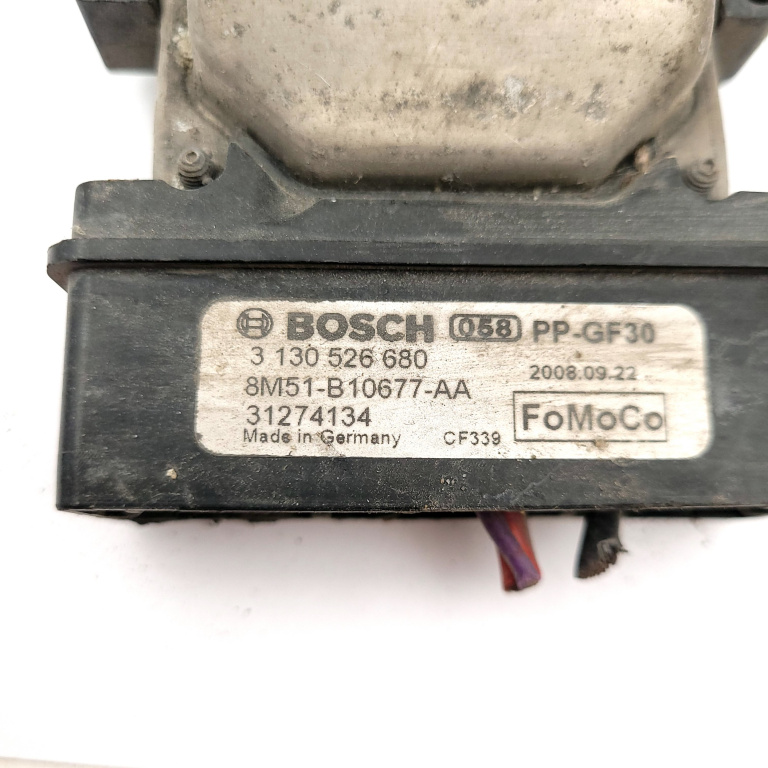 BOSCH 058 PP-GF30
3 130 526 680
2008.09.22
8M51-B10677-AA
31274134
FoMoCo
Made in Germany CF339